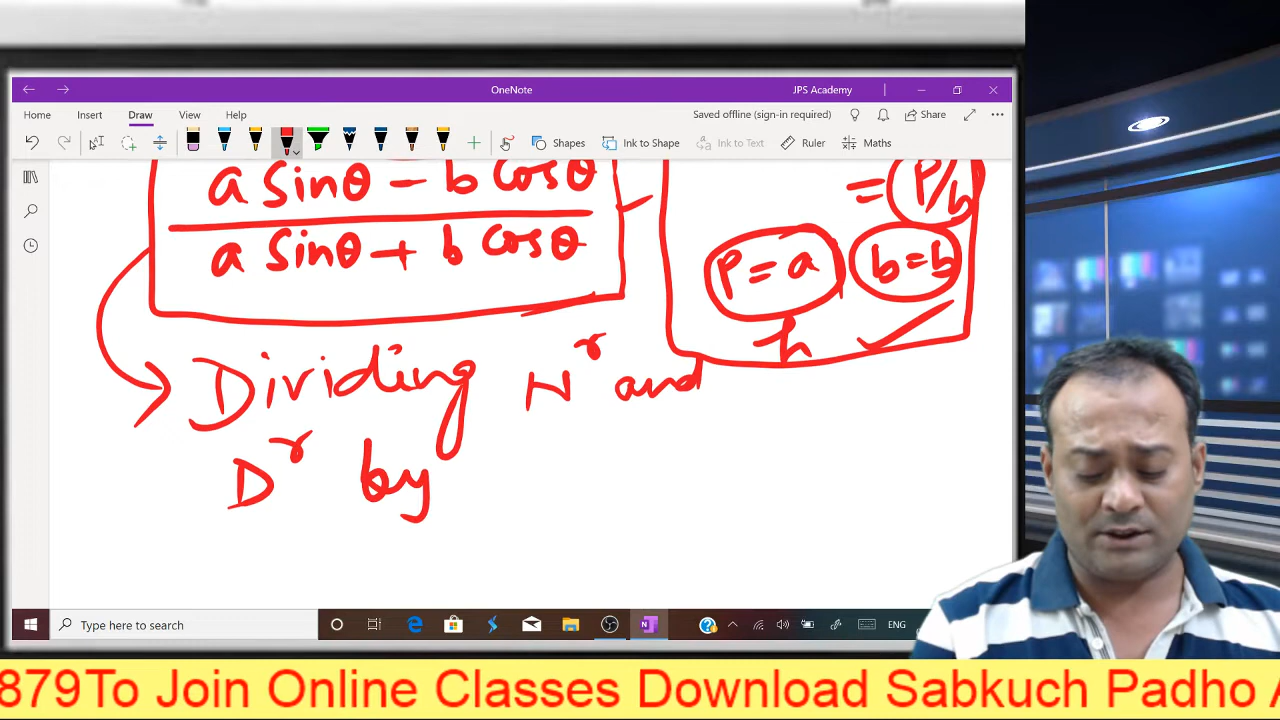 OneNote
JPS Academy
Home Insert Draw View Help
Saved offline (sign-in required)
Share
Shapes
Ink to Shape
Ink to Text
Ruler
Maths
a sinθ - b cosθ
a sinθ + b cosθ
= P/b
P = a
b = b
h
Dividing Nʳ and
Dʳ by
Type here to search
ENG
879To Join Online Classes Download Sabkuch Padho A